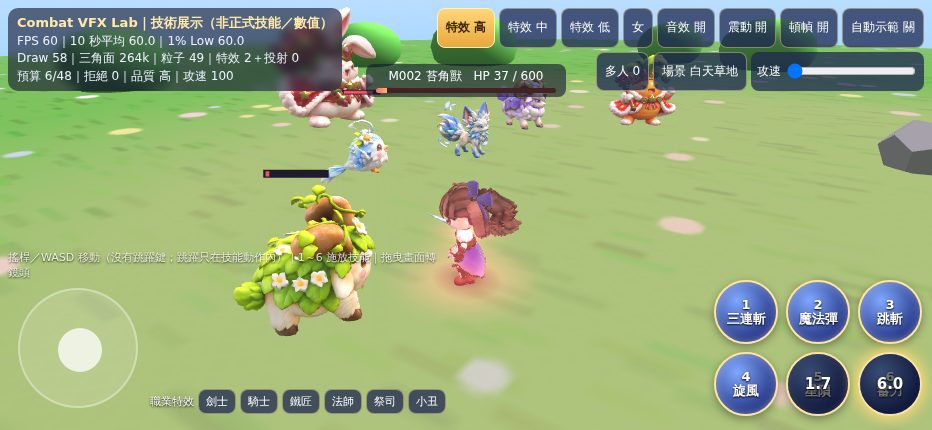 Combat VFX Lab｜技術展示（非正式技能／數值）
FPS 60｜10 秒平均 60.0｜1% Low 60.0
Draw 58｜三角面 264k｜粒子 49｜特效 2＋投射 0
預算 6/48｜拒絕 0｜品質 高｜攻速 100
特效 高
特效 中
特效 低
女
音效 開
震動 開
頓幀 開
自動示範 關
M002 苔角獸 HP 37 / 600
多人 0
場景 白天草地
攻速
搖桿／WASD 移動（沒有跳躍鍵；跳躍只在技能動作內）｜1～6 施放技能｜拖曳畫面轉
鏡頭
1
三連斬
2
魔法彈
3
跳斬
4
旋風
1.7
6.0
職業特效
劍士
騎士
鐵匠
法師
祭司
小丑